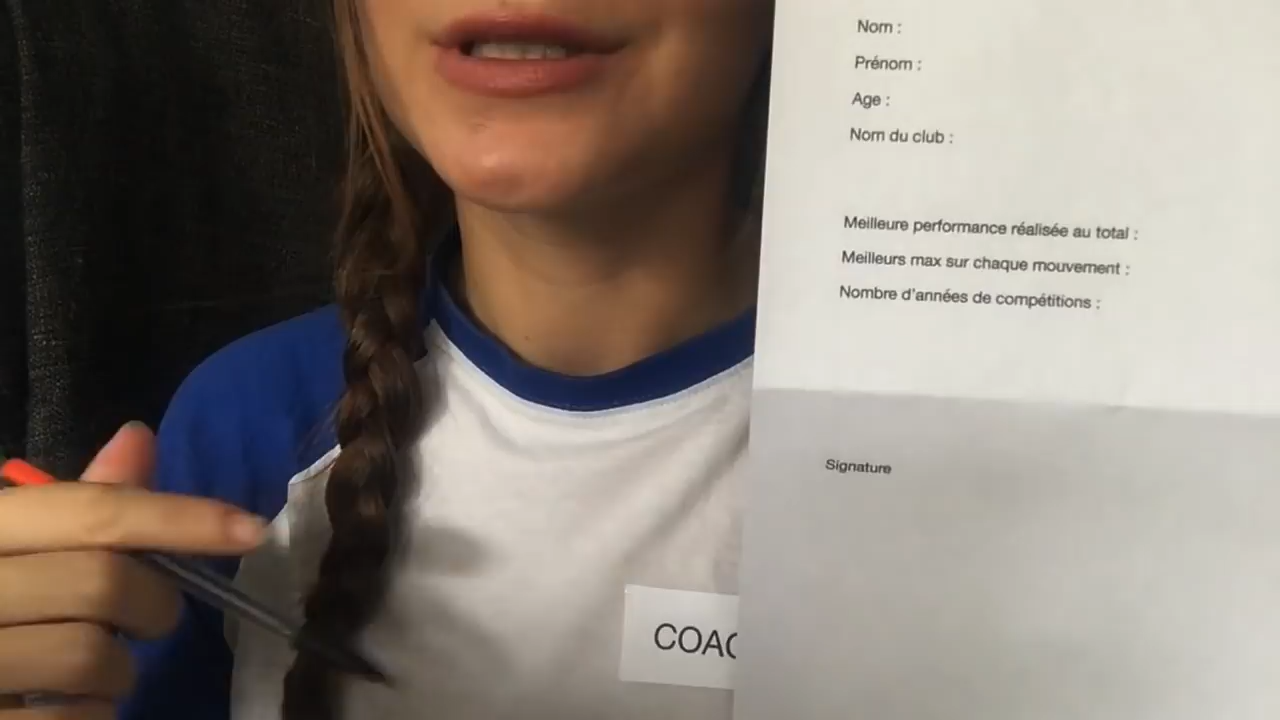 Nom :
Prénom :
Age :
Nom du club :
Meilleure performance réalisée au total :
Meilleurs max sur chaque mouvement :
Nombre d'années de compétitions :
Signature
COAC